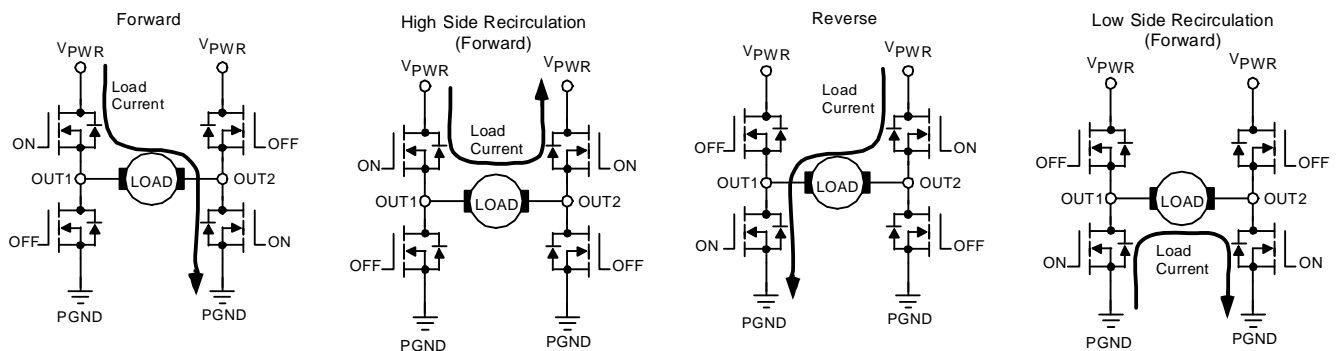 Forward
VPWR
VPWR
Load
Current
ON
OFF
OUT1
LOAD
OUT2
OFF
ON
PGND
PGND
High Side Recirculation
(Forward)
VPWR
VPWR
Load
Current
ON
ON
OUT1
LOAD
OUT2
OFF
OFF
PGND
PGND
Reverse
VPWR
VPWR
Load
Current
OFF
ON
OUT1
LOAD
OUT2
ON
OFF
PGND
PGND
Low Side Recirculation
(Forward)
VPWR
VPWR
OFF
OFF
OUT1
LOAD
OUT2
Load
Current
ON
ON
PGND
PGND